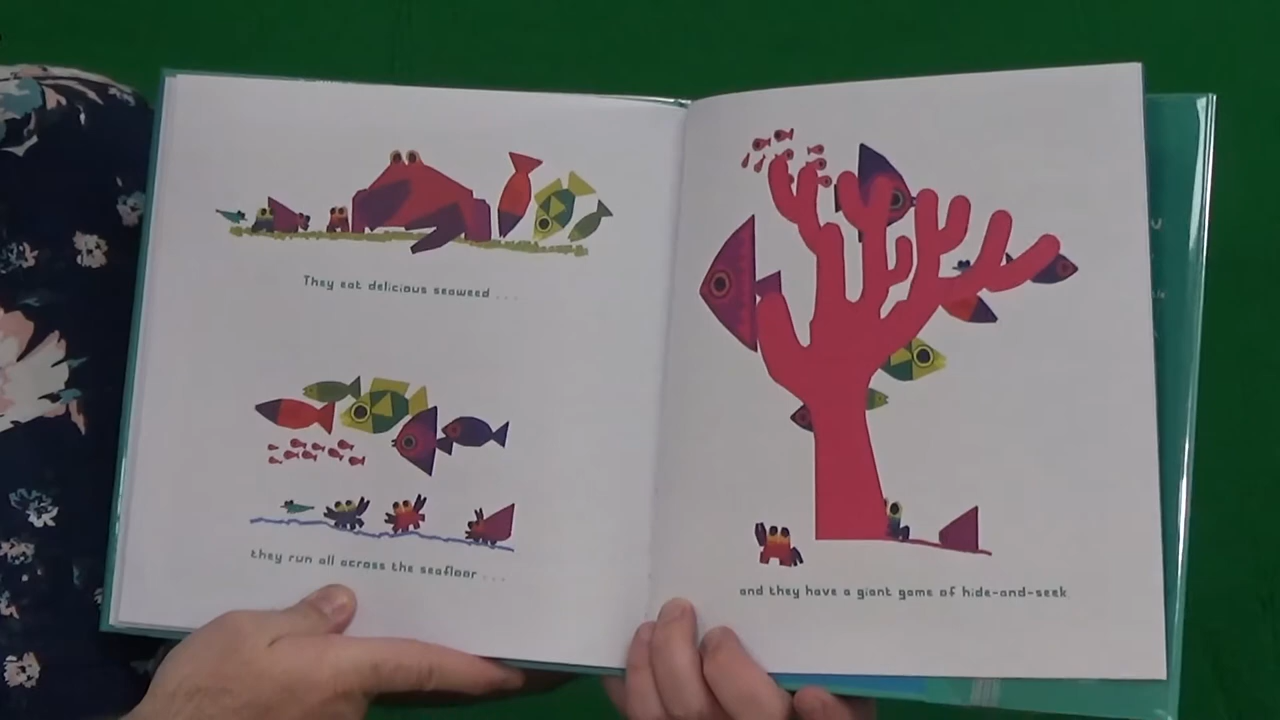 They eat delicious seaweed . . .
they run all across the seafloor . . .
and they have a giant game of hide-and-seek